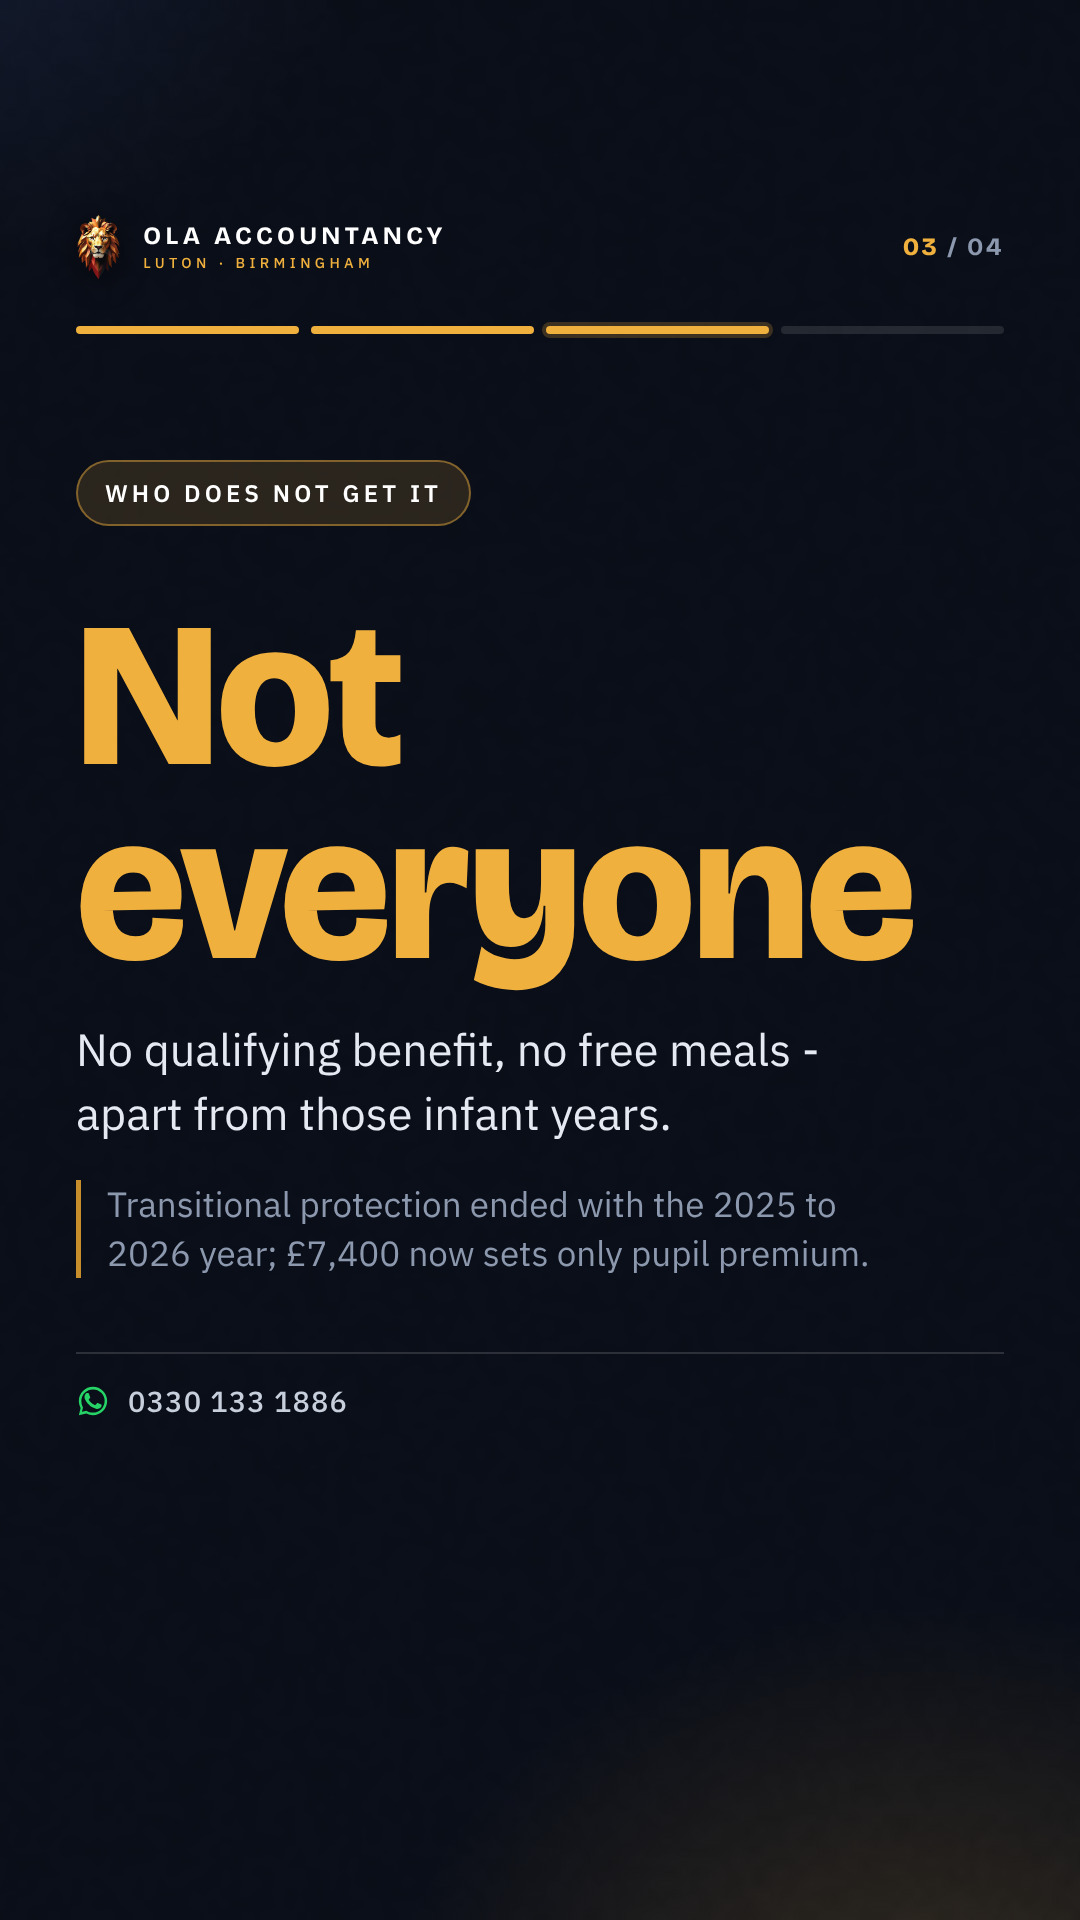 OLA ACCOUNTANCY
LUTON · BIRMINGHAM
03 / 04
WHO DOES NOT GET IT
Not
everyone
No qualifying benefit, no free meals -
apart from those infant years.
Transitional protection ended with the 2025 to
2026 year; £7,400 now sets only pupil premium.
0330 133 1886